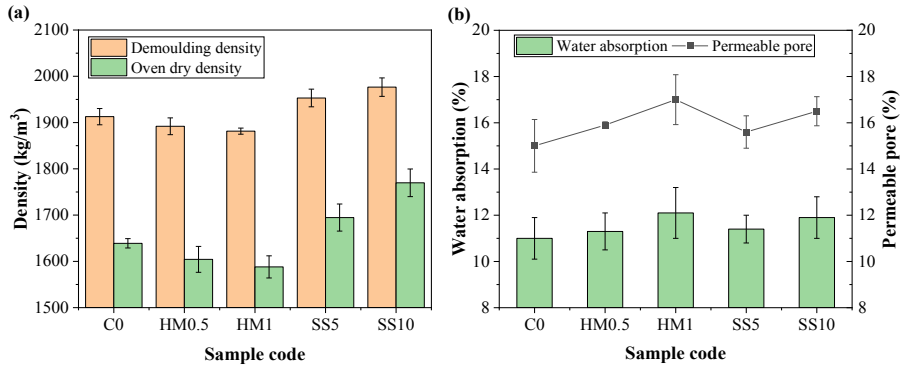 (a)
2100
2000
1900
1800
1700
1600
1500
Density (kg/m³)
Demoulding density
Oven dry density
C0 HM0.5 HM1 SS5 SS10
Sample code
(b)
20
18
16
14
12
10
8
Water absorption (%)
Water absorption
Permeable pore
20
18
16
14
12
10
8
Permeable pore (%)
C0 HM0.5 HM1 SS5 SS10
Sample code